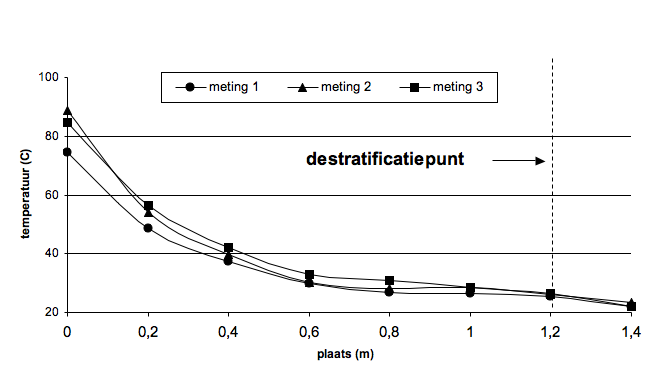 100
meting 1 meting 2 meting 3
80
destratificatiepunt
60
40
20
temperatuur (C)
0 0,2 0,4 0,6 0,8 1 1,2 1,4
plaats (m)